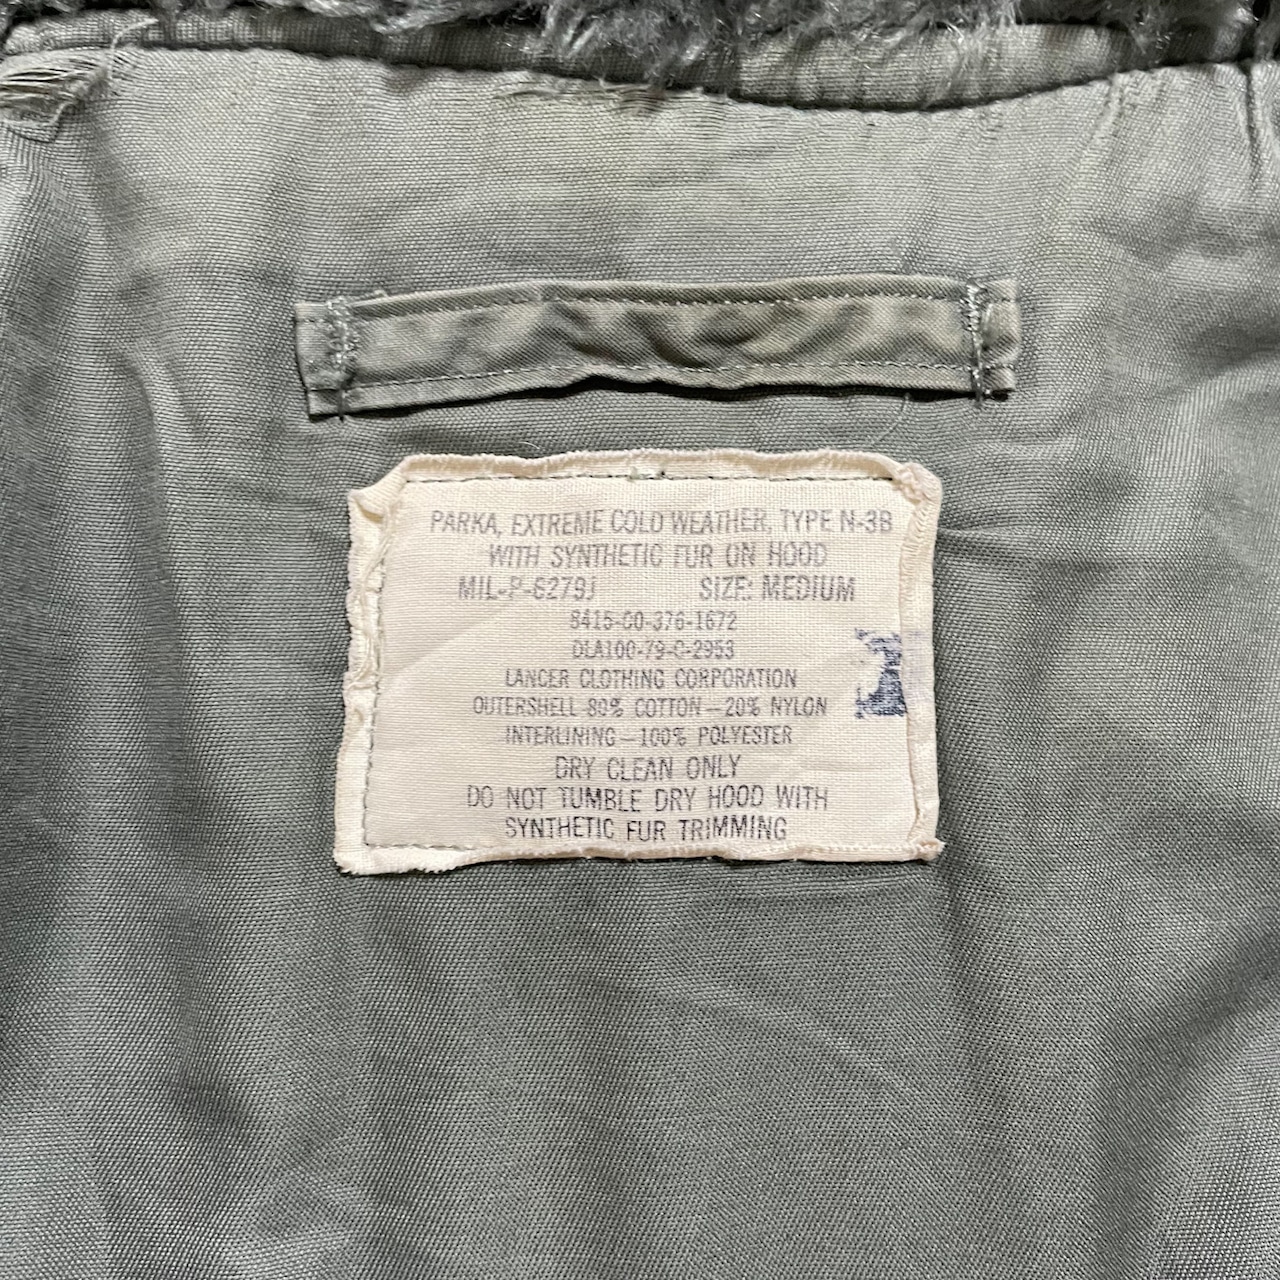 PARKA, EXTREME COLD WEATHER, TYPE N-3B
WITH SYNTHETIC FUR ON HOOD
MIL-P-6279J SIZE: MEDIUM
8415-00-376-1672
DLA100-79-C-2953
LANCER CLOTHING CORPORATION
OUTERSHELL 80% COTTON—20% NYLON
INTERLINING—100% POLYESTER
DRY CLEAN ONLY
DO NOT TUMBLE DRY HOOD WITH
SYNTHETIC FUR TRIMMING